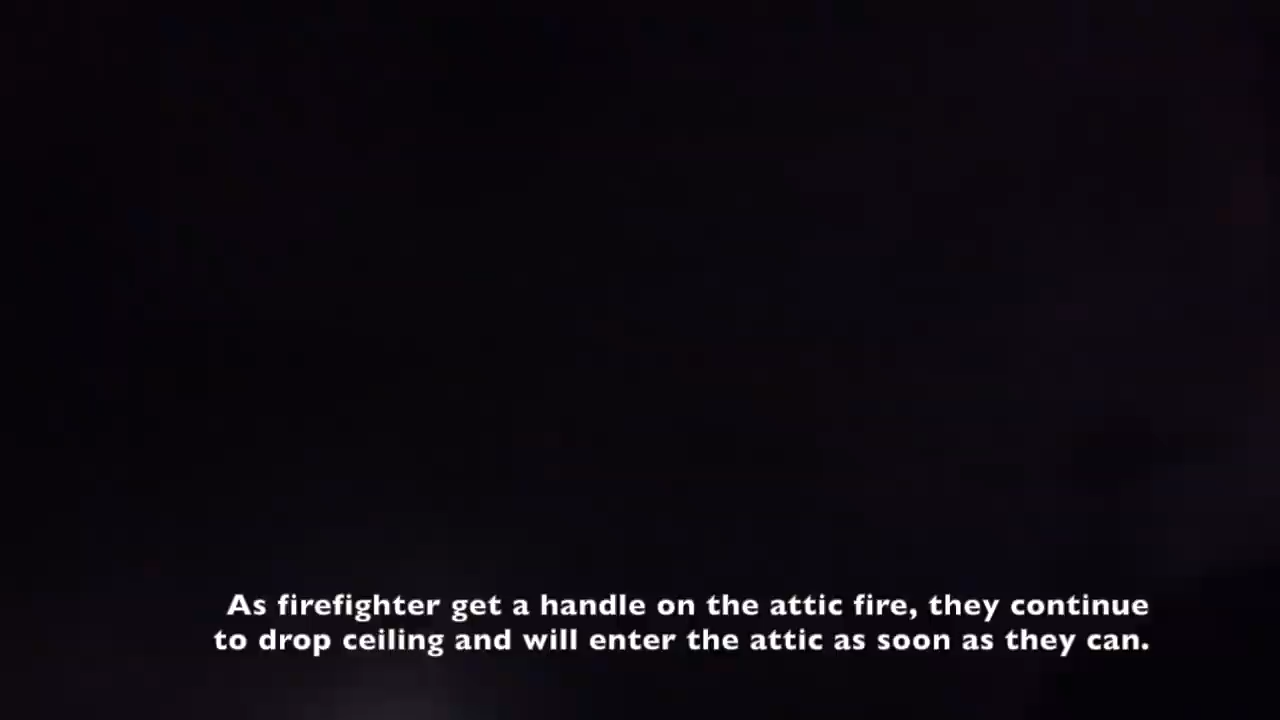 As firefighter get a handle on the attic fire, they continue
to drop ceiling and will enter the attic as soon as they can.